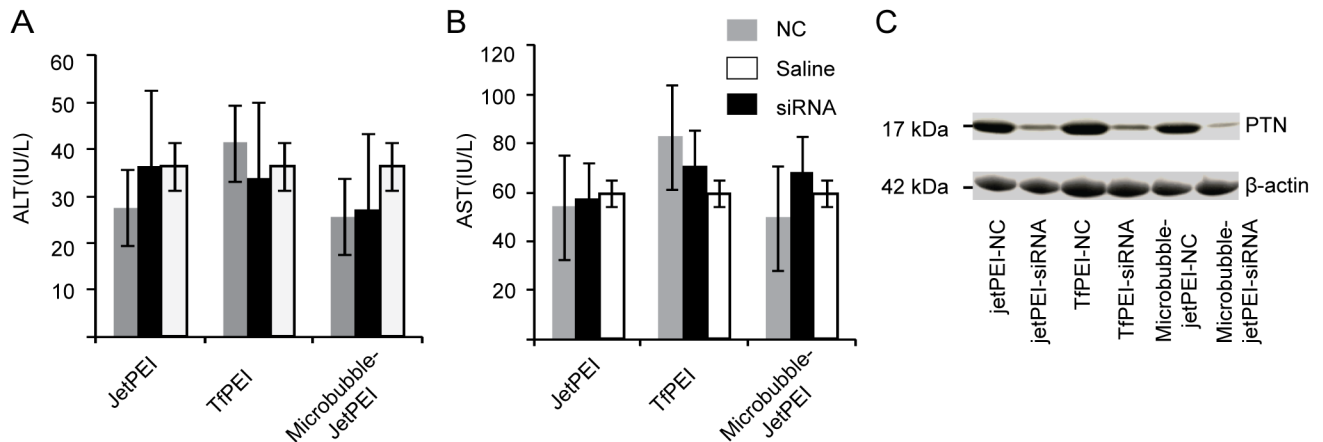 A
ALT(IU/L)
60
50
40
30
20
10
JetPEI
TfPEI
Microbubble-
JetPEI
B
AST(IU/L)
120
100
80
60
40
20
JetPEI
TfPEI
Microbubble-
JetPEI
NC
Saline
siRNA
C
17 kDa
PTN
42 kDa
β-actin
jetPEI-NC
jetPEI-siRNA
TfPEI-NC
TfPEI-siRNA
Microbubble-
jetPEI-NC
Microbubble-
jetPEI-siRNA